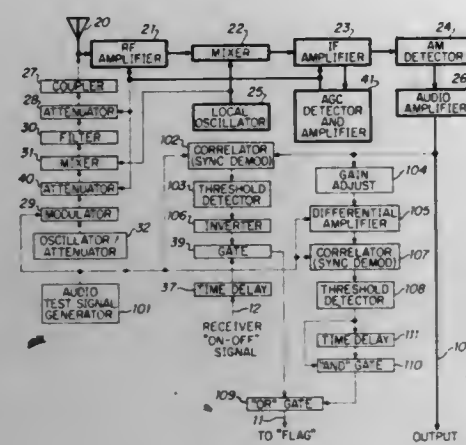 20
21
RF
AMPLIFIER
22
MIXER
23
IF
AMPLIFIER
24
AM
DETECTOR
27
COUPLER
28
ATTENUATOR
30
FILTER
31
MIXER
40
ATTENUATOR
29
MODULATOR
32
OSCILLATOR /
ATTENUATOR
AUDIO
TEST SIGNAL
GENERATOR
101
25
LOCAL
OSCILLATOR
41
AGC
DETECTOR
AND
AMPLIFIER
26
AUDIO
AMPLIFIER
102
CORRELATOR
(SYNC DEMOD)
103
THRESHOLD
DETECTOR
106
INVERTER
39
GATE
37
TIME DELAY
12
RECEIVER
"ON-OFF"
SIGNAL
GAIN
ADJUST
104
DIFFERENTIAL
AMPLIFIER
105
CORRELATOR
(SYNC DEMOD)
107
THRESHOLD
DETECTOR
108
TIME DELAY
111
"AND" GATE
110
109
"OR" GATE
11
TO "FLAG"
10
OUTPUT